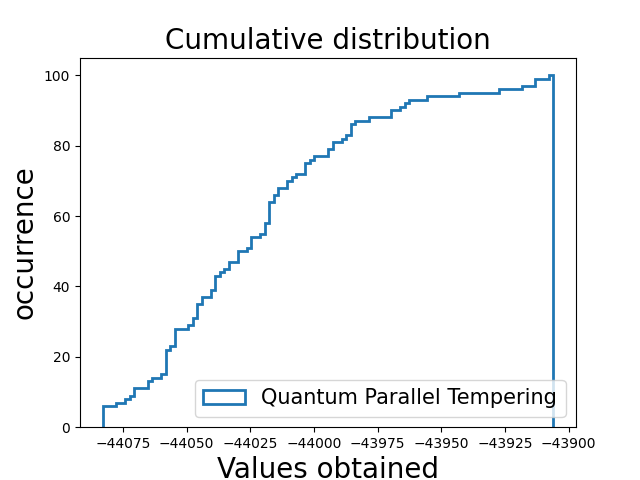 Cumulative distribution
100
80
60
40
20
0
occurrence
Quantum Parallel Tempering
−44075 −44050 −44025 −44000 −43975 −43950 −43925 −43900
Values obtained